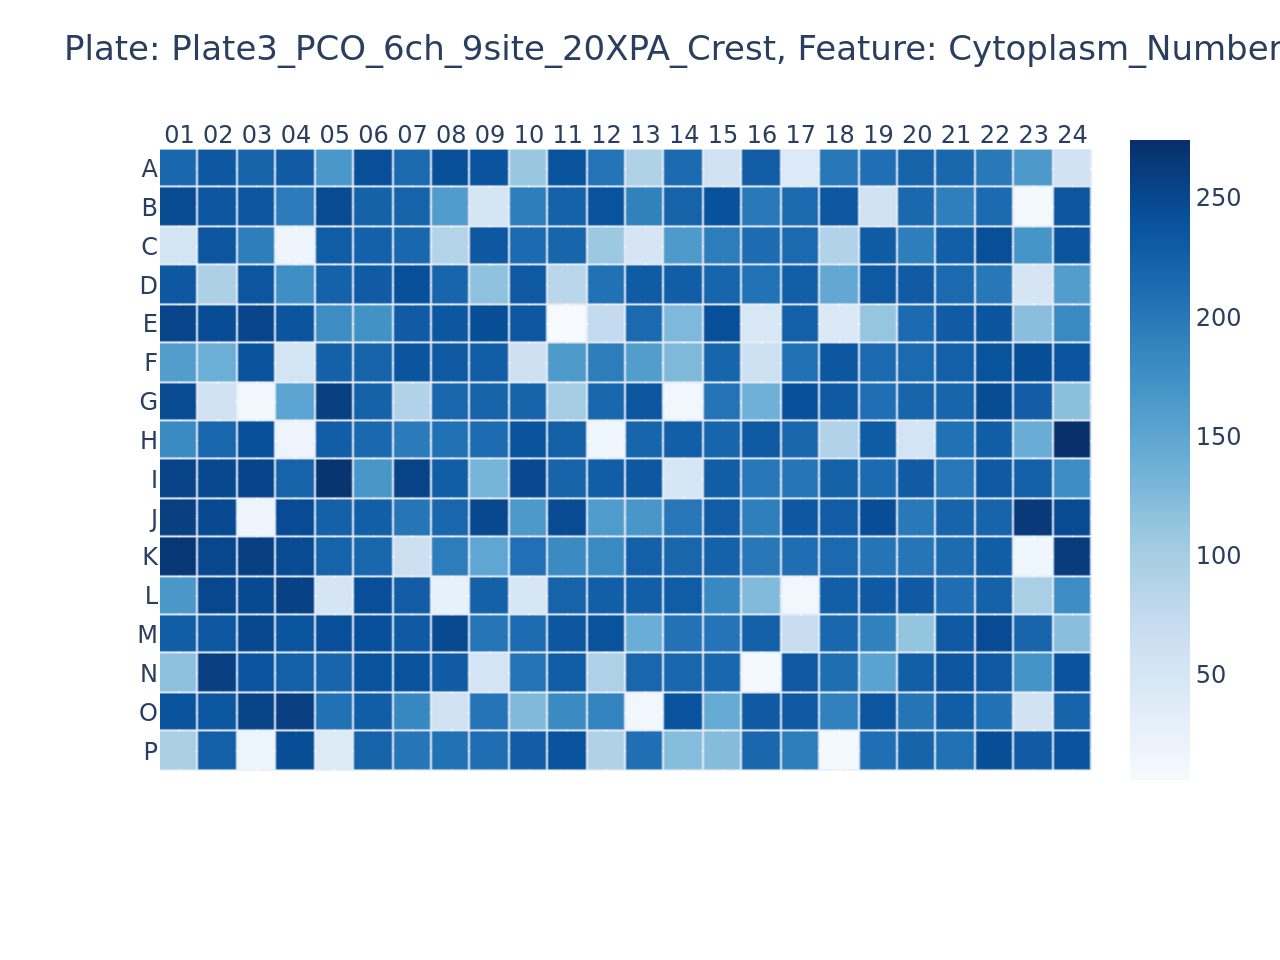 Plate: Plate3_PCO_6ch_9site_20XPA_Crest, Feature: Cytoplasm_Number
01 02 03 04 05 06 07 08 09 10 11 12 13 14 15 16 17 18 19 20 21 22 23 24
A
B
C
D
E
F
G
H
I
J
K
L
M
N
O
P
250
200
150
100
50